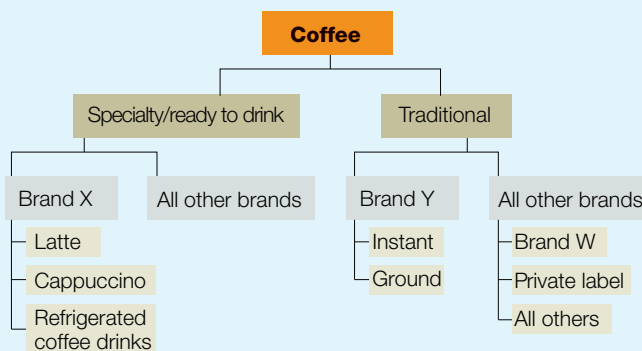 Coffee
Specialty/ready to drink
Traditional
Brand X
All other brands
Brand Y
All other brands
Latte
Cappuccino
Refrigerated
coffee drinks
Instant
Ground
Brand W
Private label
All others